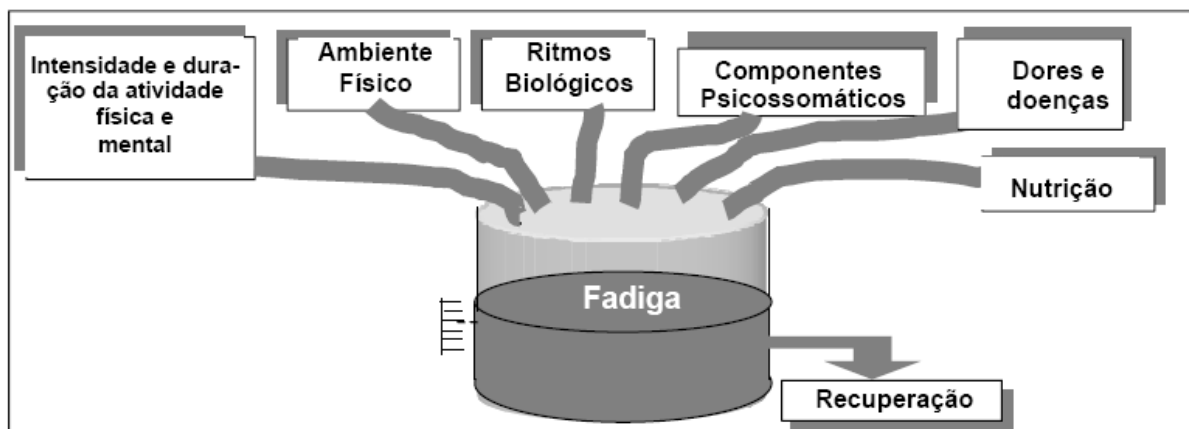 Intensidade e dura-
ção da atividade
física e
mental
Ambiente
Físico
Ritmos
Biológicos
Componentes
Psicossomáticos
Dores e
doenças
Nutrição
Fadiga
Recuperação